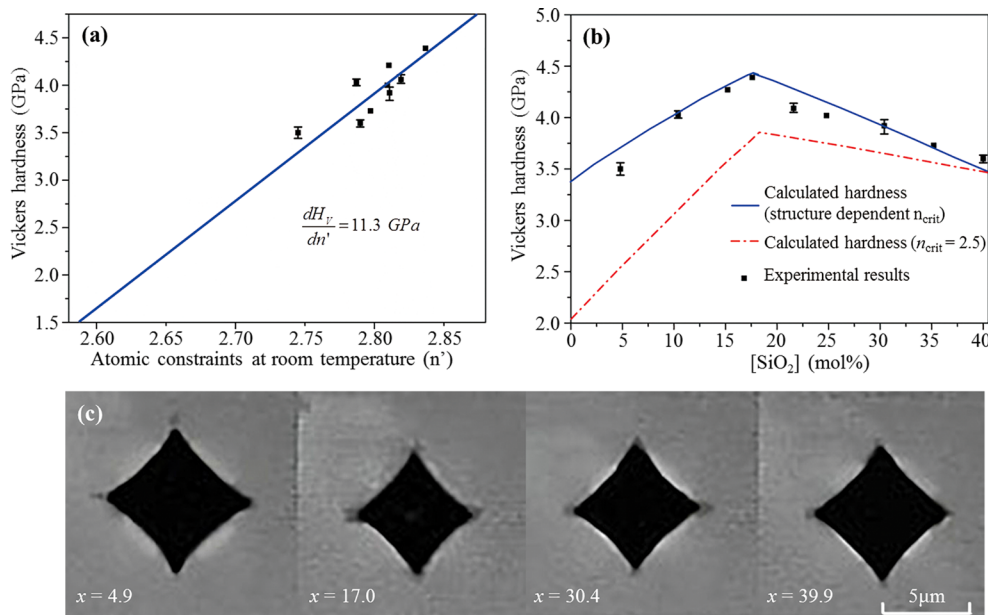 (a)
Vickers hardness (GPa)
4.5
4.0
3.5
3.0
2.5
2.0
1.5
dH_V/dn' = 11.3 GPa
2.60 2.65 2.70 2.75 2.80 2.85
Atomic constraints at room temperature (n')
(b)
Vickers hardness (GPa)
5.0
4.5
4.0
3.5
3.0
2.5
2.0
Calculated hardness
(structure dependent n_crit)
Calculated hardness (n_crit = 2.5)
Experimental results
0 5 10 15 20 25 30 35 40
[SiO₂] (mol%)
(c)
x = 4.9
x = 17.0
x = 30.4
x = 39.9
5μm